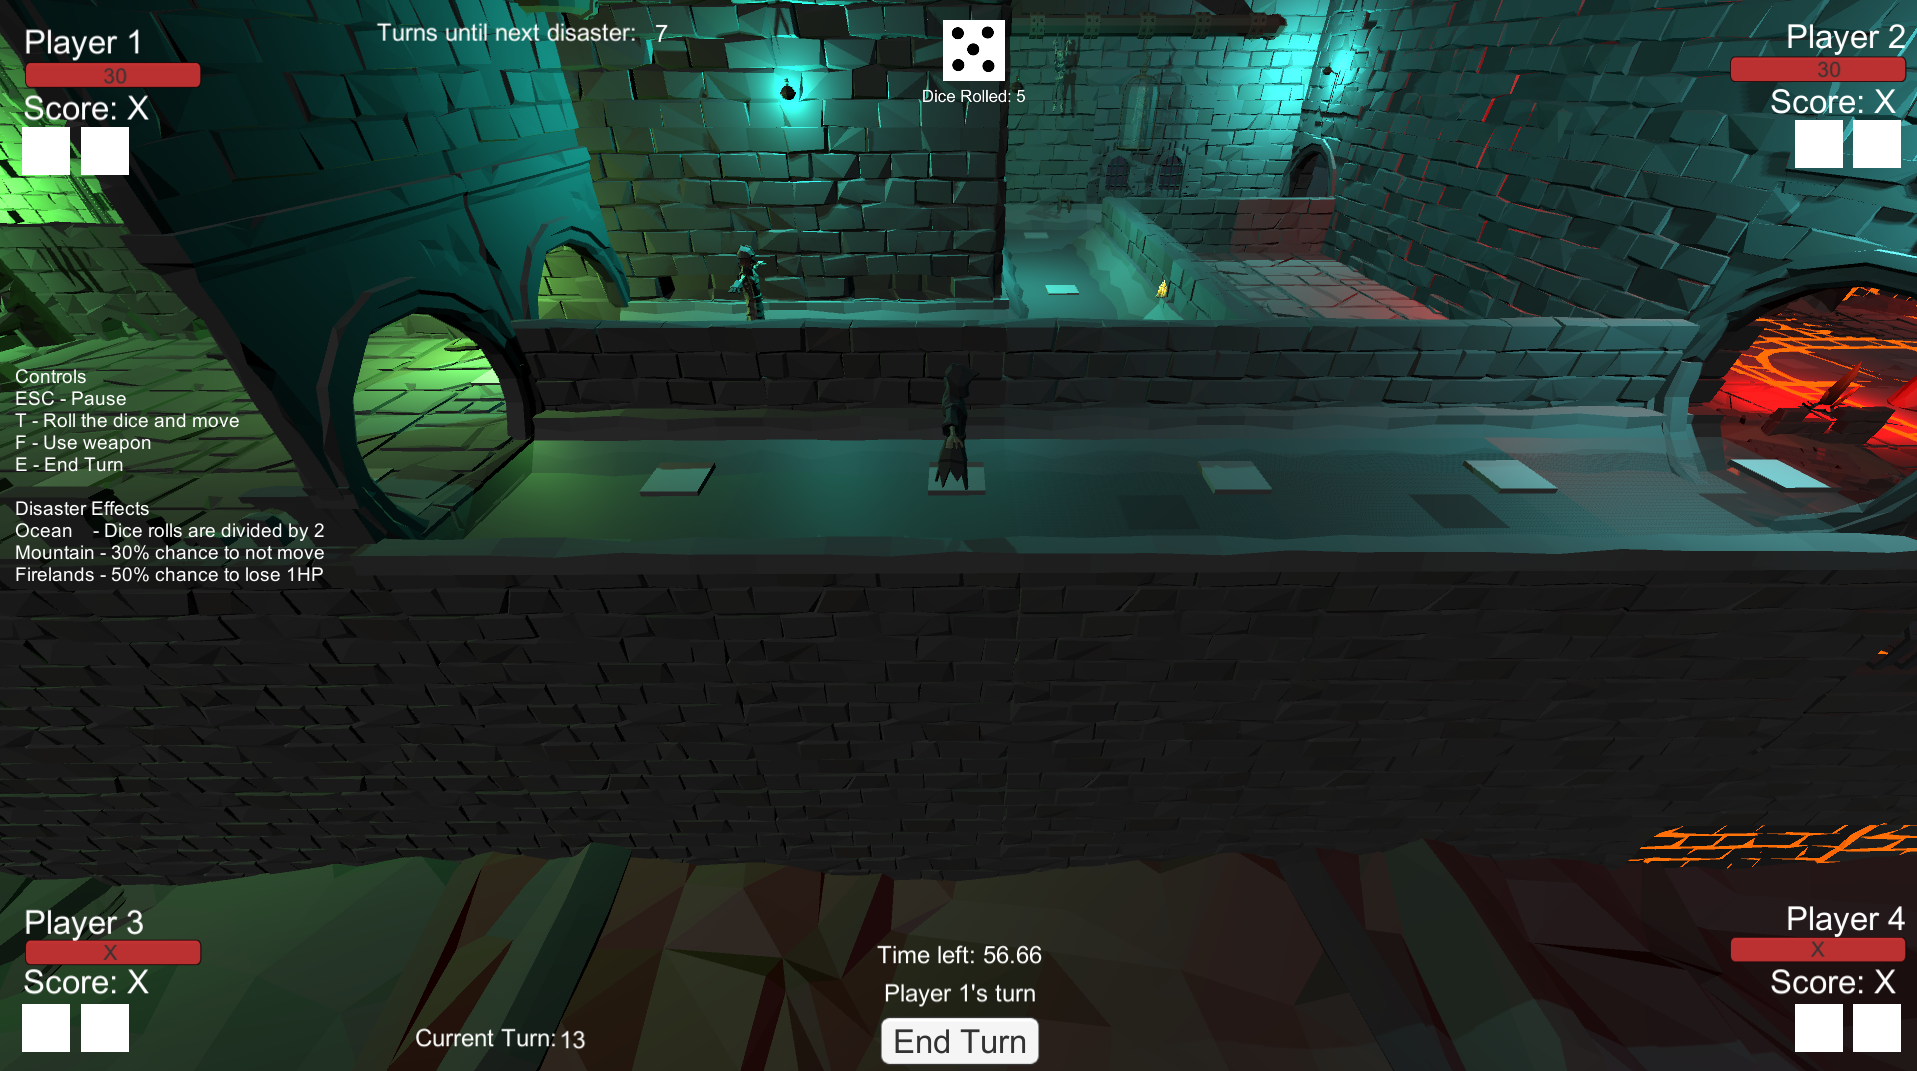 Player 1
30
Score: X
Turns until next disaster: 7
Dice Rolled: 5
Player 2
30
Score: X
Controls
ESC - Pause
T - Roll the dice and move
F - Use weapon
E - End Turn
Disaster Effects
Ocean - Dice rolls are divided by 2
Mountain - 30% chance to not move
Firelands - 50% chance to lose 1HP
Player 3
X
Score: X
Current Turn: 13
Time left: 56.66
Player 1's turn
End Turn
Player 4
X
Score: X